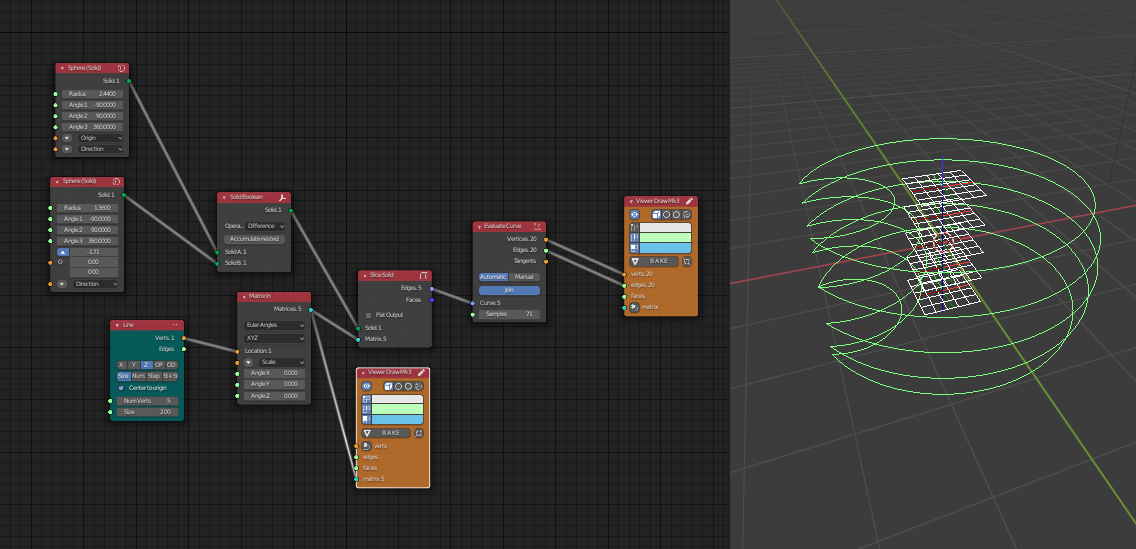 Sphere (Solid)
Solid. 1
Radius 2.4400
Angle 1 -90.0000
Angle 2 90.0000
Angle 3 360.0000
Origin
Direction
Sphere (Solid)
Solid. 1
Radius 1.3600
Angle 1 -90.0000
Angle 2 90.0000
Angle 3 360.0000
-1.71
0.00
0.00
Direction
Line
Verts. 1
Edges
X Y Z OP OD
Size Num Step St+Si
Center to origin
Num Verts 5
Size 2.00
Solid Boolean
Solid. 1
Opera... Difference
Accumulate nested
Solid A. 1
Solid B. 1
Matrix In
Matrices. 5
Euler Angles
XYZ
Location. 1
Scale
Angle X 0.000
Angle Y 0.000
Angle Z 0.000
Slice Solid
Edges. 5
Faces
Flat Output
Solid. 1
Matrix. 5
Viewer Draw Mk3
BAKE
verts
edges
faces
matrix. 5
Evaluate Curve
Vertices. 20
Edges. 20
Tangents
Automatic Manual
Join
Curve. 5
Samples 71
Viewer Draw Mk3
BAKE
verts. 20
edges. 20
faces
matrix